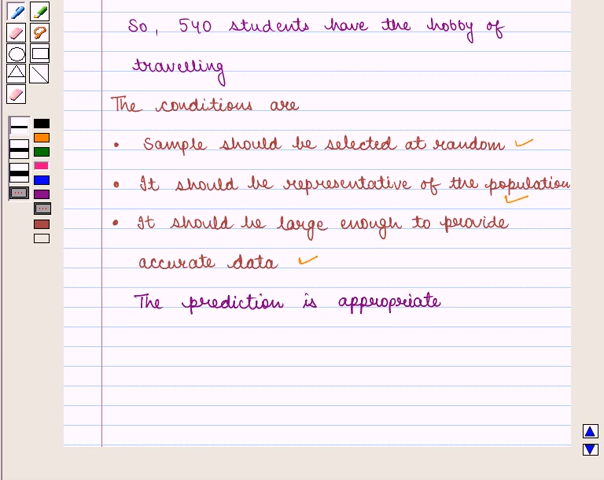 So, 540 students have the hobby of
travelling
The conditions are
• Sample should be selected at random
• It should be representative of the population
• It should be large enough to provide
accurate data
The prediction is appropriate